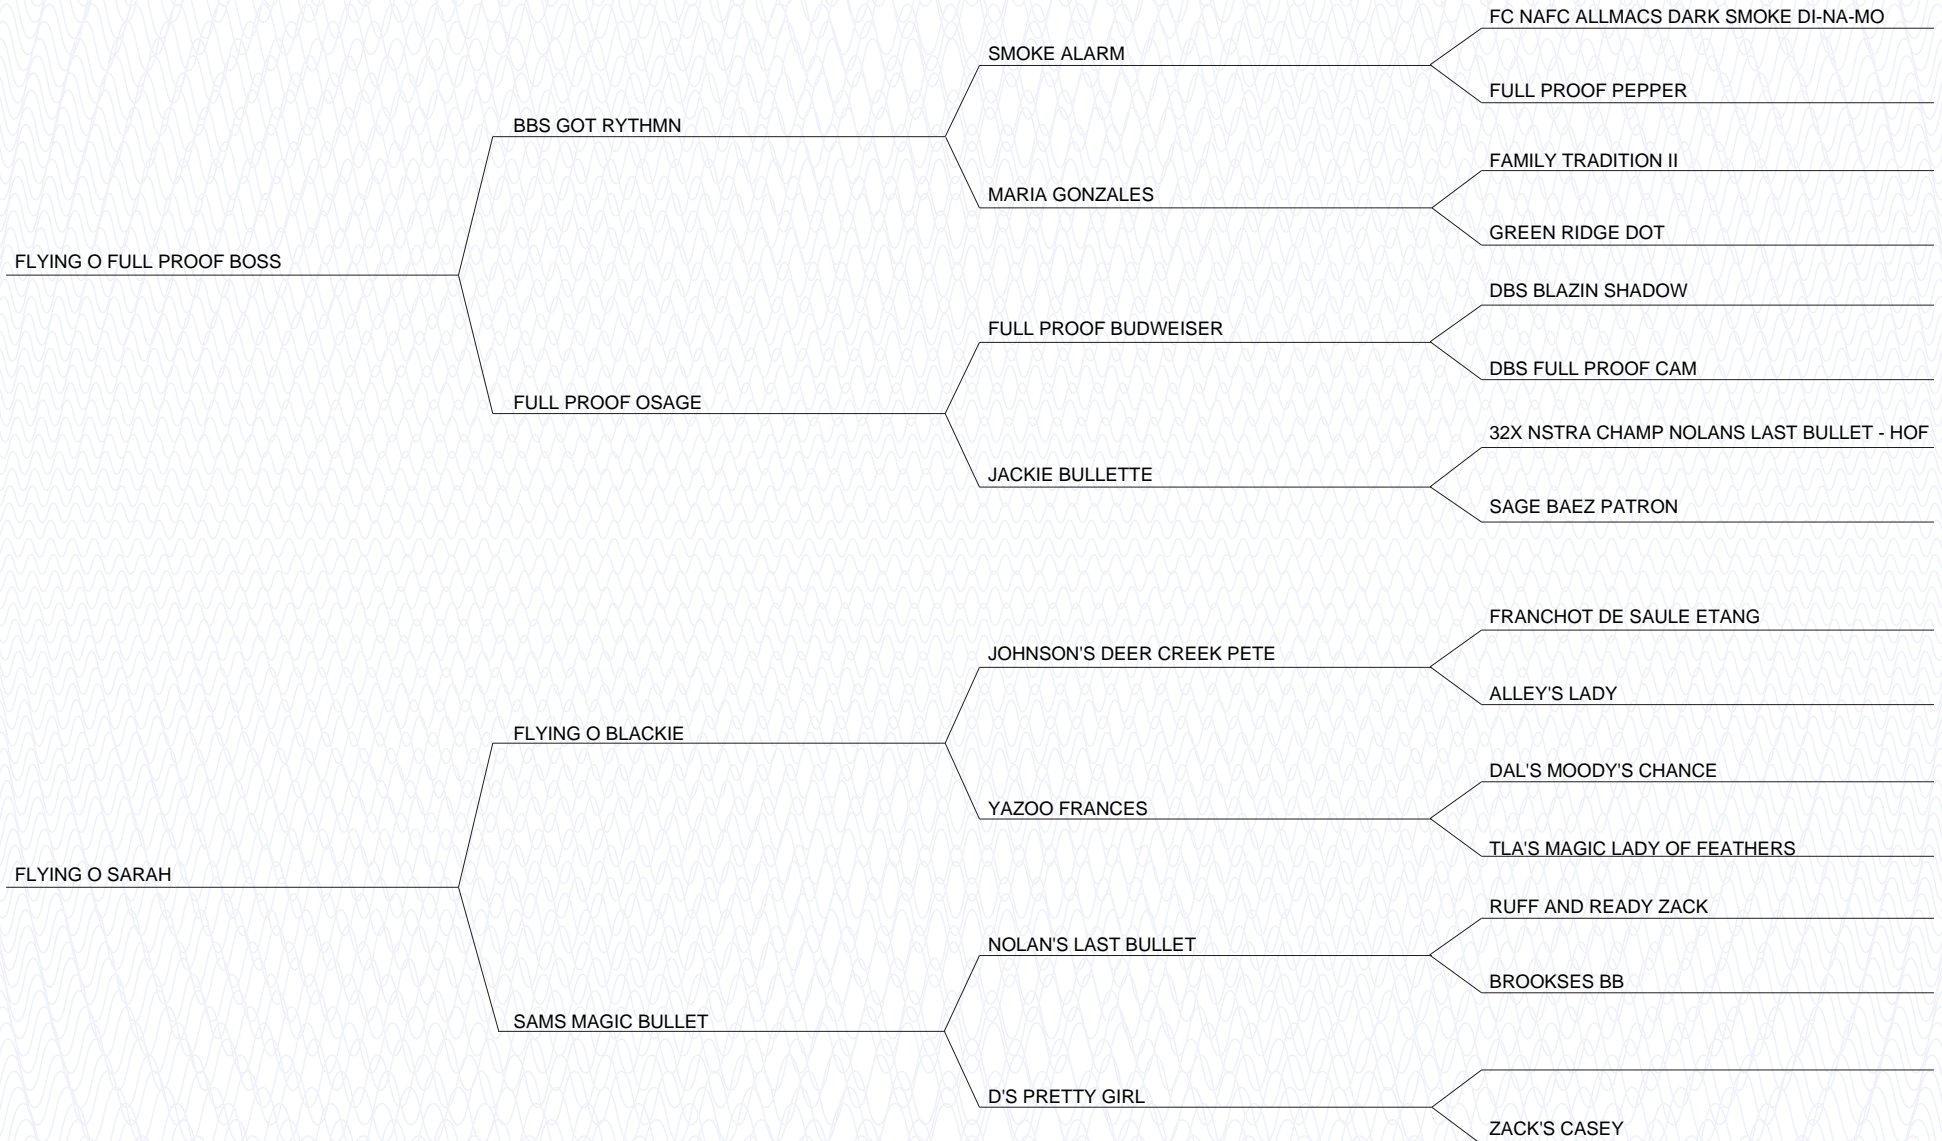 FC NAFC ALLMACS DARK SMOKE DI-NA-MO
SMOKE ALARM
FULL PROOF PEPPER
BBS GOT RYTHMN
FAMILY TRADITION II
MARIA GONZALES
GREEN RIDGE DOT
FLYING O FULL PROOF BOSS
DBS BLAZIN SHADOW
FULL PROOF BUDWEISER
DBS FULL PROOF CAM
FULL PROOF OSAGE
32X NSTRA CHAMP NOLANS LAST BULLET - HOF
JACKIE BULLETTE
SAGE BAEZ PATRON
FRANCHOT DE SAULE ETANG
JOHNSON'S DEER CREEK PETE
ALLEY'S LADY
FLYING O BLACKIE
DAL'S MOODY'S CHANCE
YAZOO FRANCES
TLA'S MAGIC LADY OF FEATHERS
FLYING O SARAH
RUFF AND READY ZACK
NOLAN'S LAST BULLET
BROOKSES BB
SAMS MAGIC BULLET
D'S PRETTY GIRL
ZACK'S CASEY